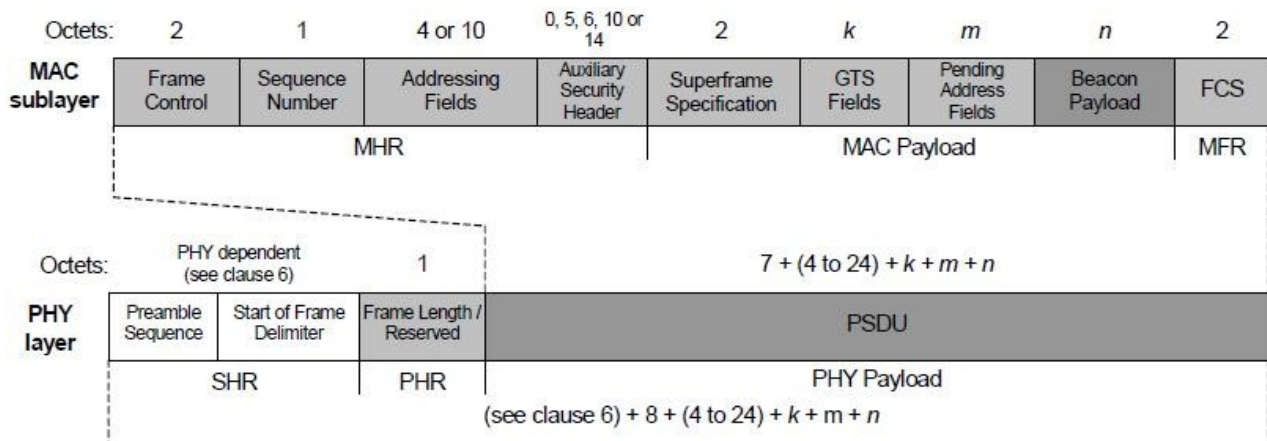 Octets: 2 1 4 or 10 0, 5, 6, 10 or 14 2 k m n 2
MAC sublayer
Frame Control
Sequence Number
Addressing Fields
Auxiliary Security Header
Superframe Specification
GTS Fields
Pending Address Fields
Beacon Payload
FCS
MHR MAC Payload MFR
Octets: PHY dependent (see clause 6) 1 7 + (4 to 24) + k + m + n
PHY layer
Preamble Sequence
Start of Frame Delimiter
Frame Length / Reserved
PSDU
SHR PHR PHY Payload
(see clause 6) + 8 + (4 to 24) + k + m + n